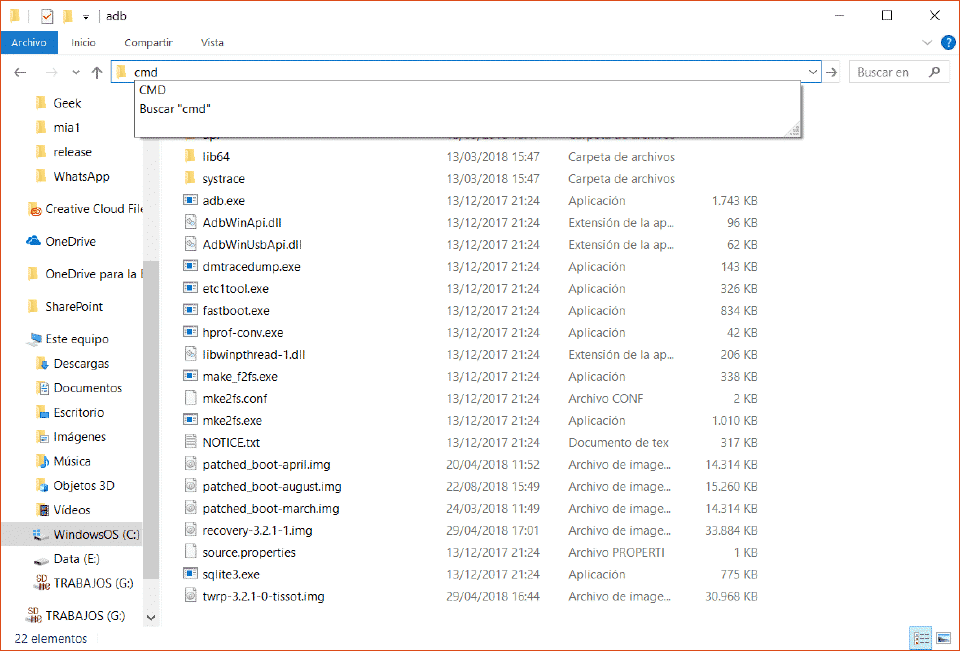 adb
Archivo Inicio Compartir Vista
cmd
Buscar en
CMD
Buscar "cmd"
Geek
mia1
release
WhatsApp
Creative Cloud File
OneDrive
OneDrive para la
SharePoint
Este equipo
Descargas
Documentos
Escritorio
Imágenes
Música
Objetos 3D
Vídeos
WindowsOS (C:)
Data (E:)
TRABAJOS (G:)
TRABAJOS (G:)
lib64 13/03/2018 15:47 Carpeta de archivos
systrace 13/03/2018 15:47 Carpeta de archivos
adb.exe 13/12/2017 21:24 Aplicación 1.743 KB
AdbWinApi.dll 13/12/2017 21:24 Extensión de la ap... 96 KB
AdbWinUsbApi.dll 13/12/2017 21:24 Extensión de la ap... 62 KB
dmtracedump.exe 13/12/2017 21:24 Aplicación 143 KB
etc1tool.exe 13/12/2017 21:24 Aplicación 326 KB
fastboot.exe 13/12/2017 21:24 Aplicación 834 KB
hprof-conv.exe 13/12/2017 21:24 Aplicación 42 KB
libwinpthread-1.dll 13/12/2017 21:24 Extensión de la ap... 206 KB
make_f2fs.exe 13/12/2017 21:24 Aplicación 338 KB
mke2fs.conf 13/12/2017 21:24 Archivo CONF 2 KB
mke2fs.exe 13/12/2017 21:24 Aplicación 1.010 KB
NOTICE.txt 13/12/2017 21:24 Documento de tex 317 KB
patched_boot-april.img 20/04/2018 11:52 Archivo de image... 14.314 KB
patched_boot-august.img 22/08/2018 15:49 Archivo de image... 15.260 KB
patched_boot-march.img 24/03/2018 11:49 Archivo de image... 14.314 KB
recovery-3.2.1-1.img 29/04/2018 17:01 Archivo de image... 33.884 KB
source.properties 13/12/2017 21:24 Archivo PROPERTI 1 KB
sqlite3.exe 13/12/2017 21:24 Aplicación 775 KB
twrp-3.2.1-0-tissot.img 29/04/2018 16:44 Archivo de image... 30.968 KB
22 elementos